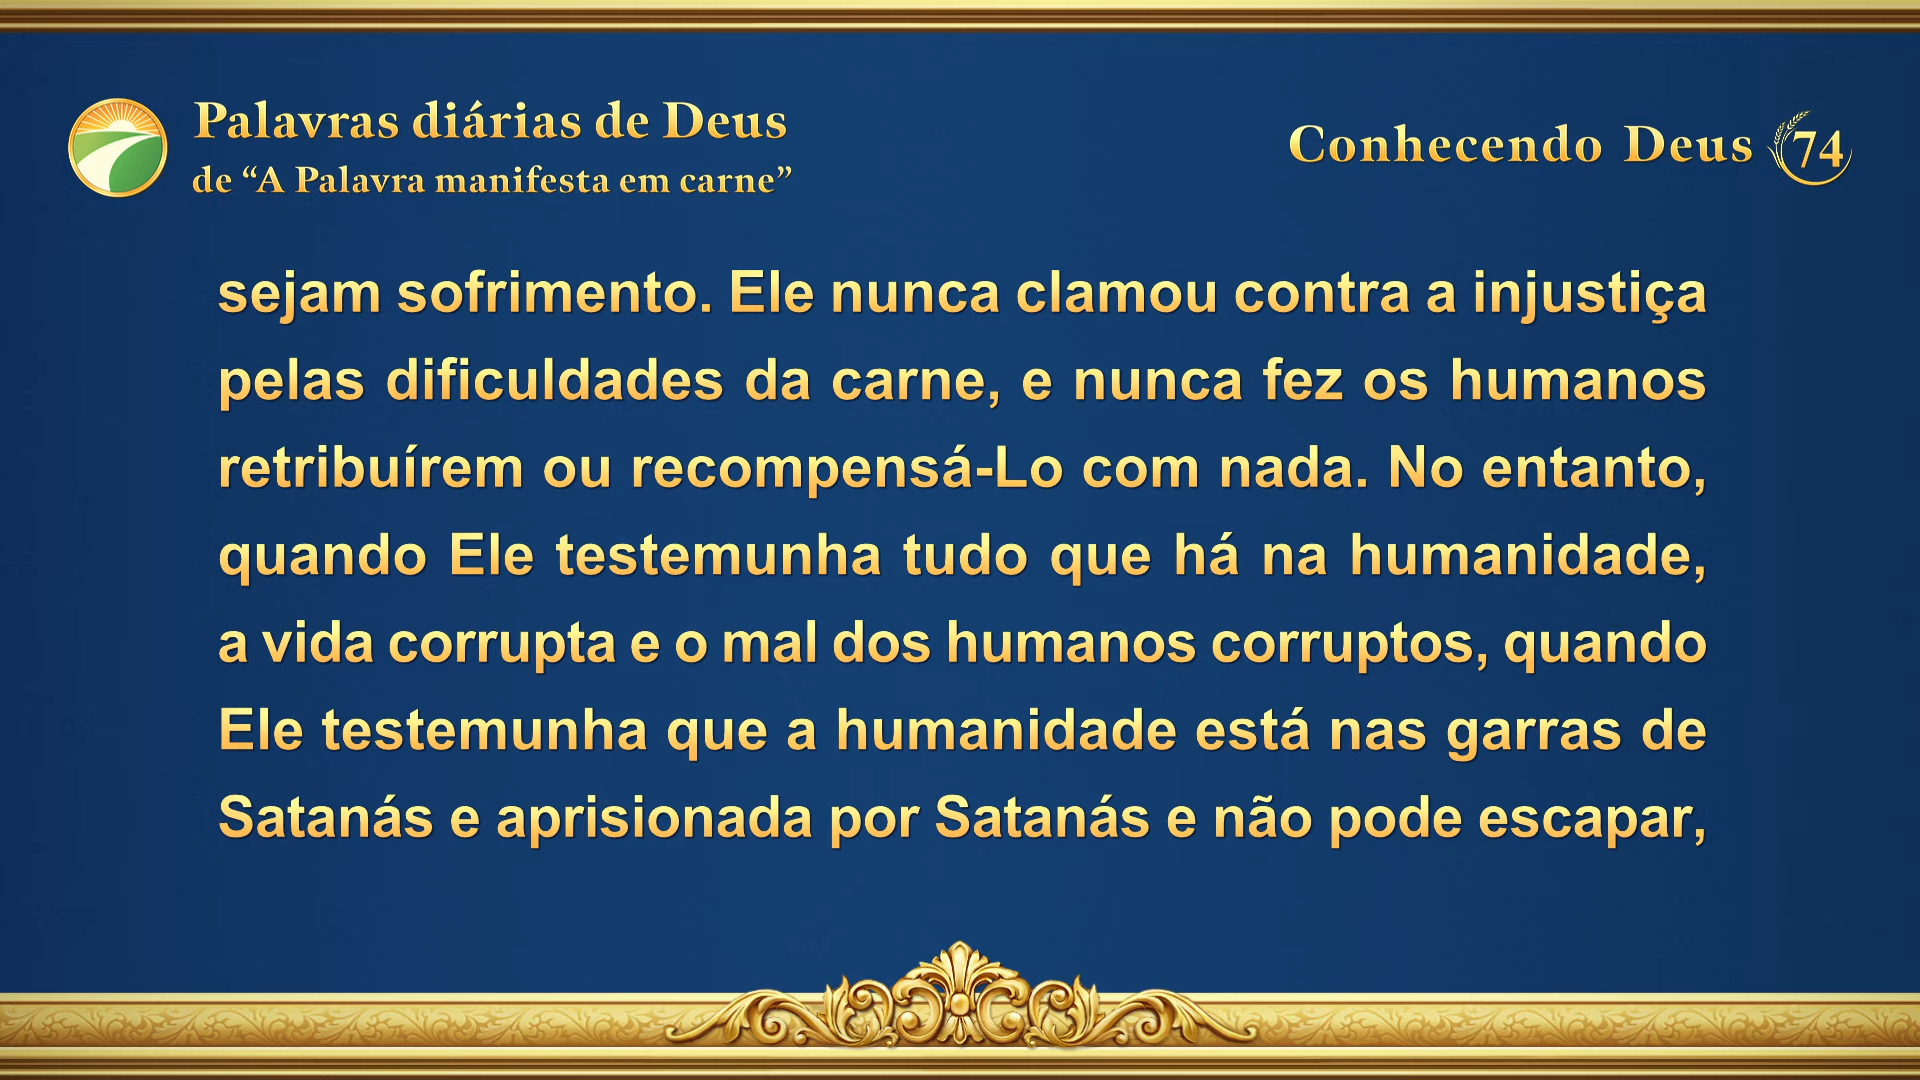 Palavras diárias de Deus
de “A Palavra manifesta em carne”
Conhecendo Deus 74
sejam sofrimento. Ele nunca clamou contra a injustiça
pelas dificuldades da carne, e nunca fez os humanos
retribuírem ou recompensá-Lo com nada. No entanto,
quando Ele testemunha tudo que há na humanidade,
a vida corrupta e o mal dos humanos corruptos, quando
Ele testemunha que a humanidade está nas garras de
Satanás e aprisionada por Satanás e não pode escapar,